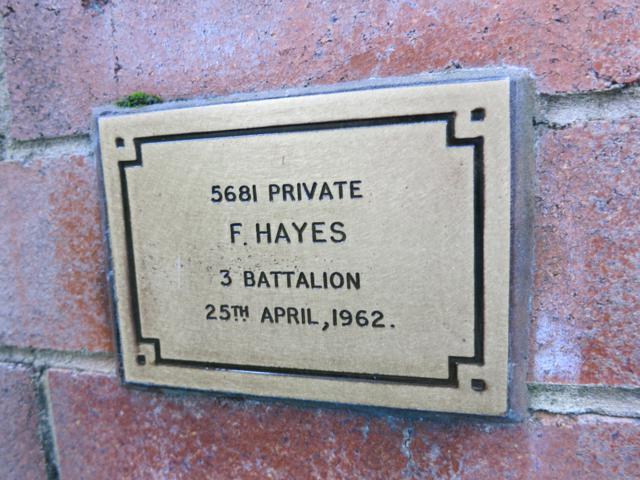 5681 PRIVATE
F. HAYES
3 BATTALION
25TH APRIL, 1962.